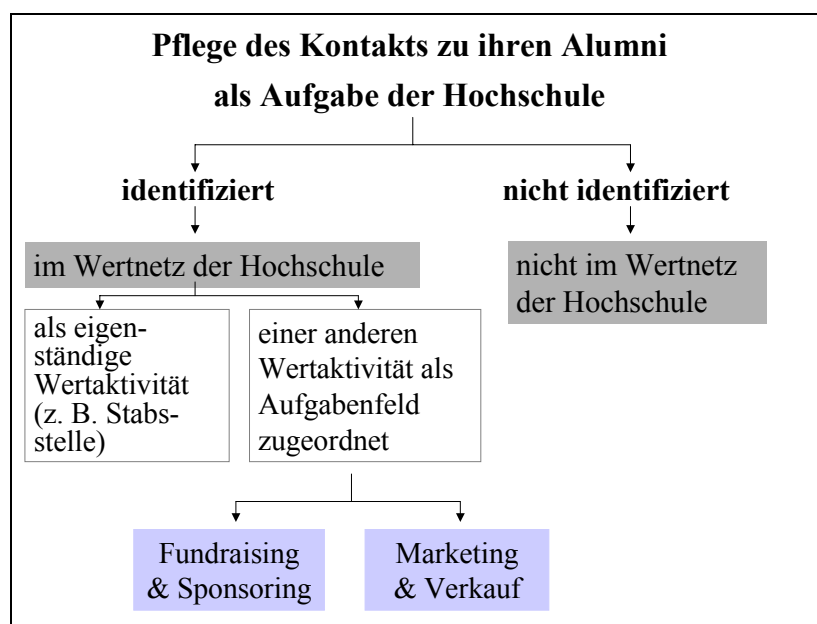 Pflege des Kontakts zu ihren Alumni
als Aufgabe der Hochschule
identifiziert
nicht identifiziert
im Wertnetz der Hochschule
nicht im Wertnetz
der Hochschule
als eigen-
ständige
Wertaktivität
(z. B. Stabs-
stelle)
einer anderen
Wertaktivität als
Aufgabenfeld
zugeordnet
Fundraising
& Sponsoring
Marketing
& Verkauf